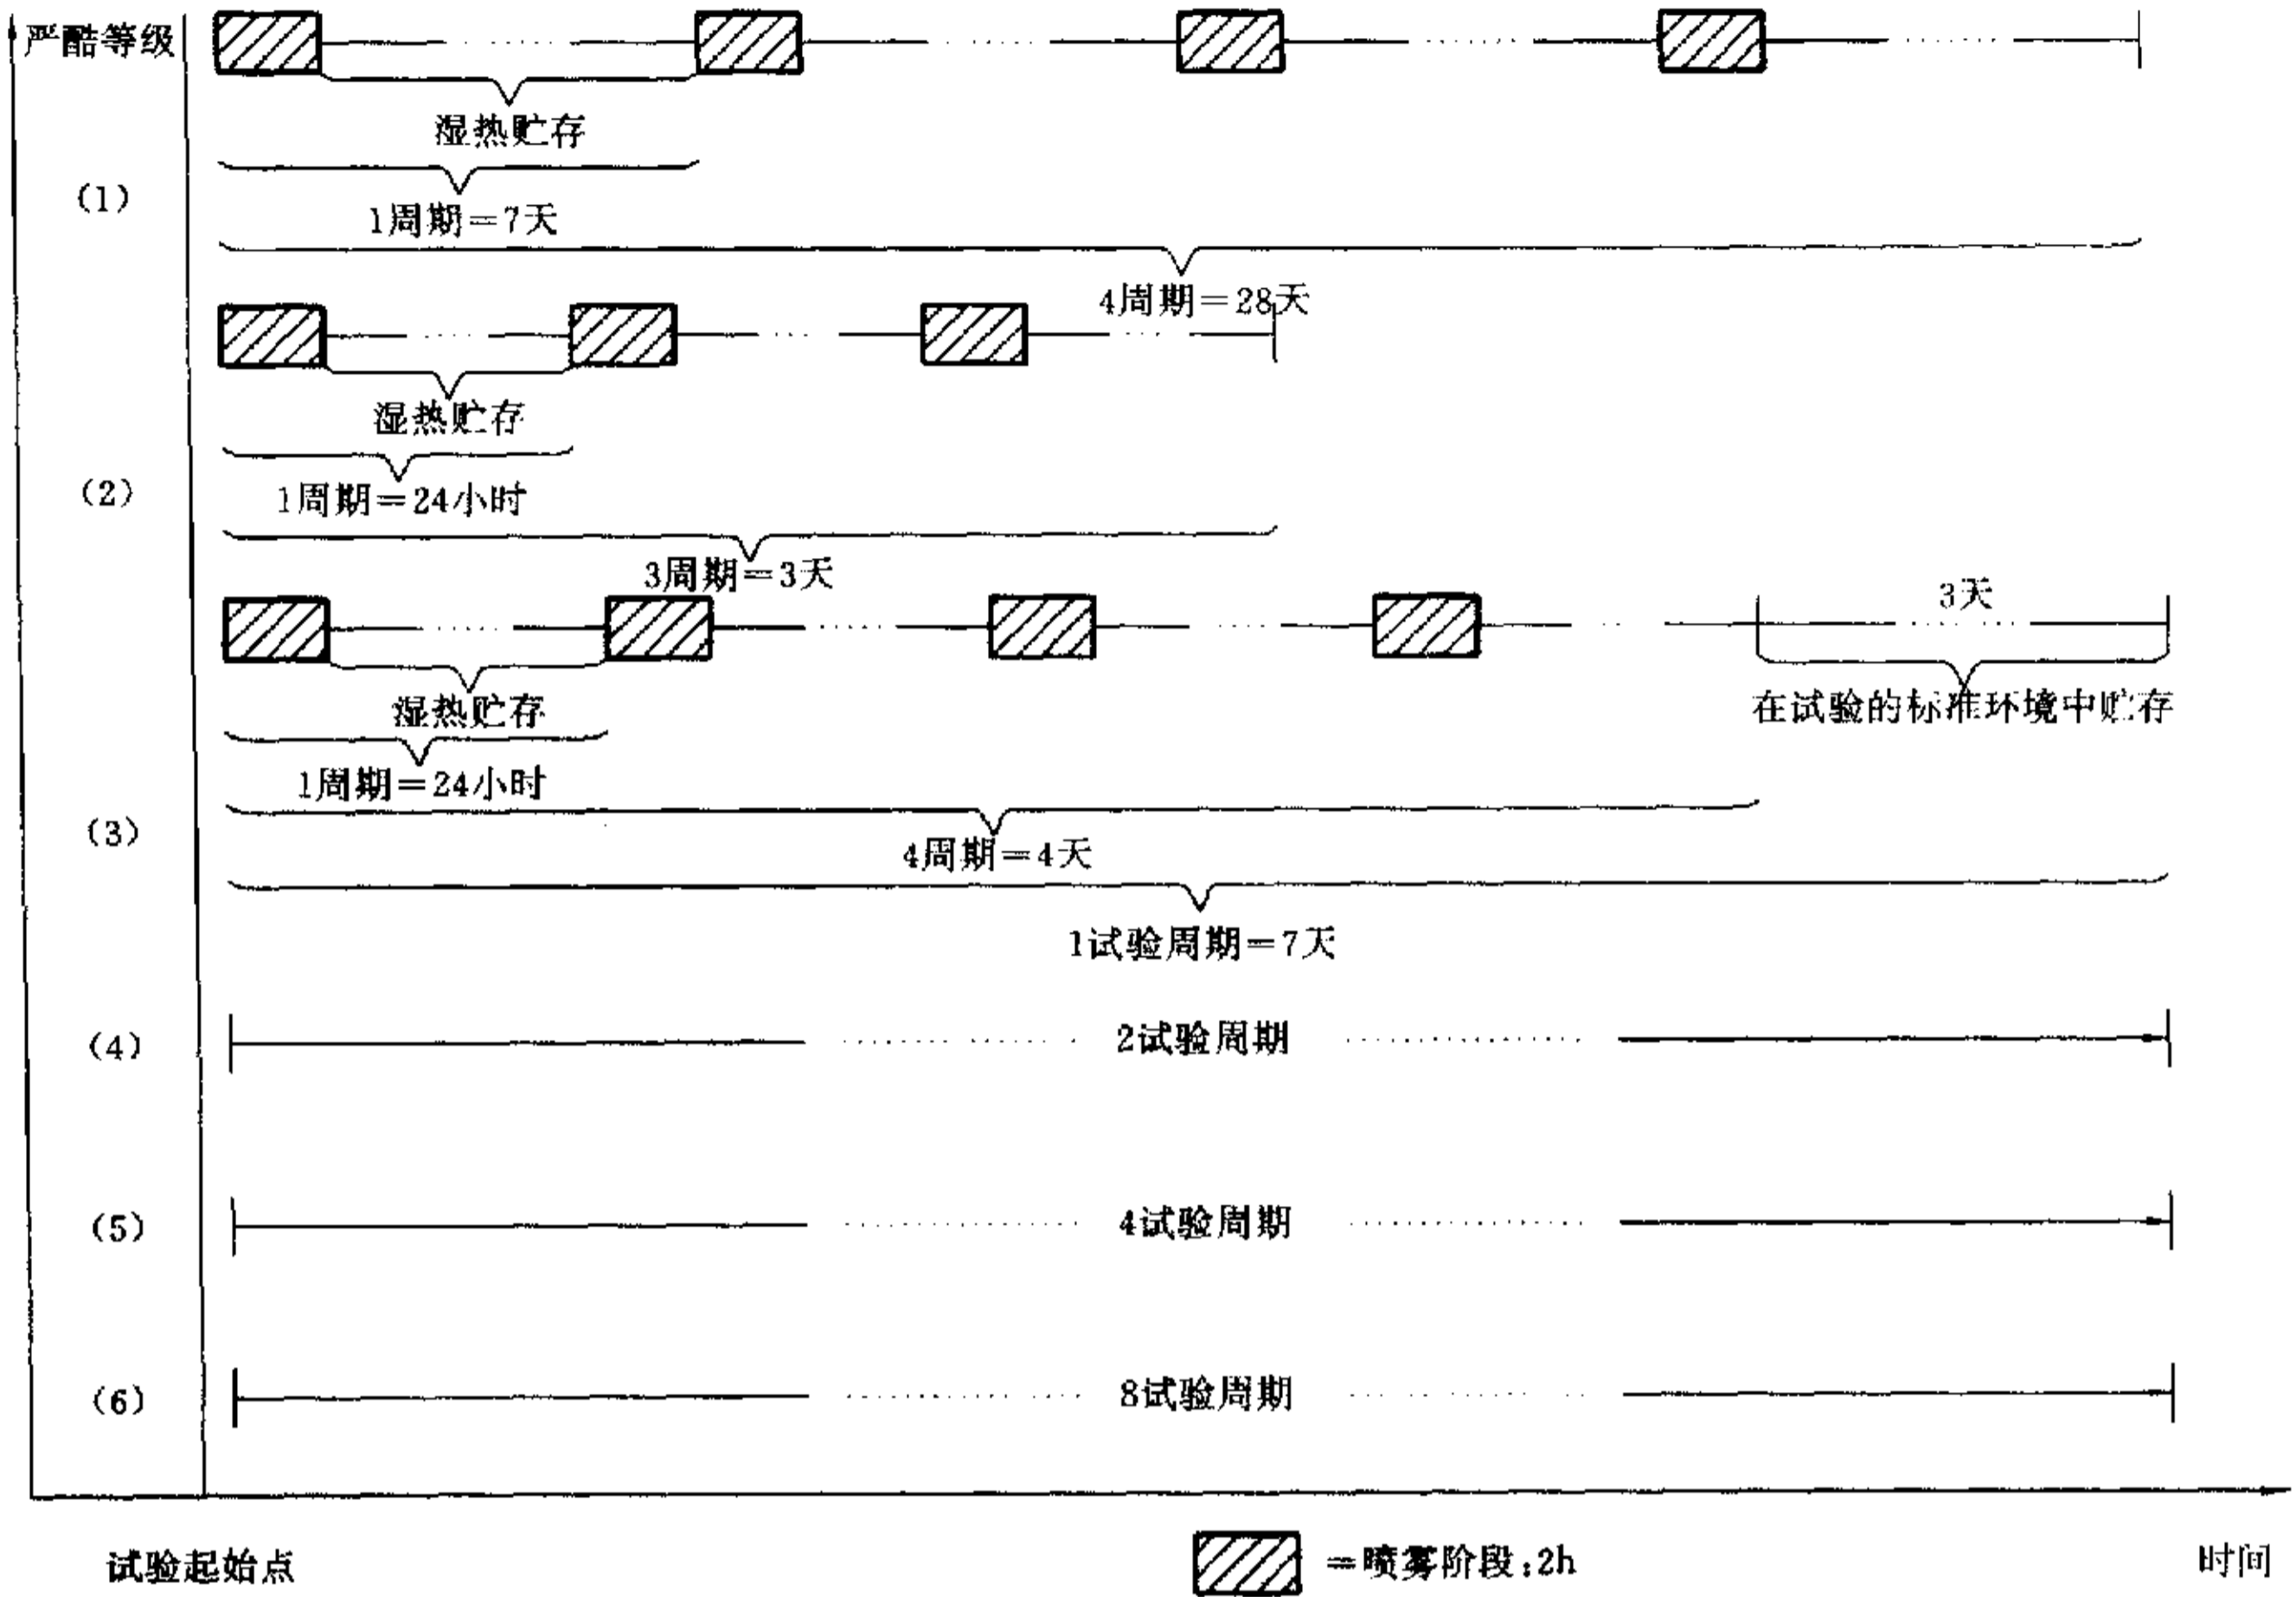 严酷等级
湿热贮存
(1)
1周期=7天
4周期=28天
湿热贮存
(2)
1周期=24小时
3周期=3天
3天
湿热贮存
在试验的标准环境中贮存
1周期=24小时
(3)
4周期=4天
1试验周期=7天
(4)
2试验周期
(5)
4试验周期
(6)
8试验周期
试验起始点
=喷雾阶段:2h
时间